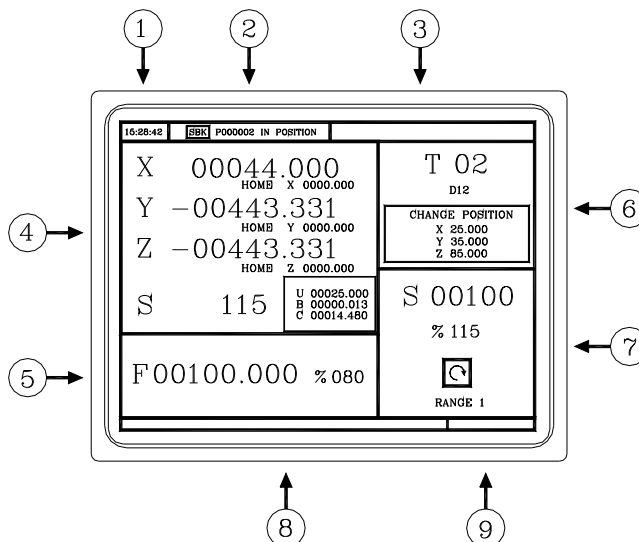 1
2
3
15:28:42 SBK P000002 IN POSITION
X 00044.000
HOME X 0000.000
Y -00443.331
HOME Y 0000.000
Z -00443.331
HOME Z 0000.000
S 115
U 00025.000
B 00000.013
C 00014.480
T 02
D12
CHANGE POSITION
X 25.000
Y 35.000
Z 85.000
4
6
F00100.000 % 080
S 00100
% 115
RANGE 1
5
7
8
9